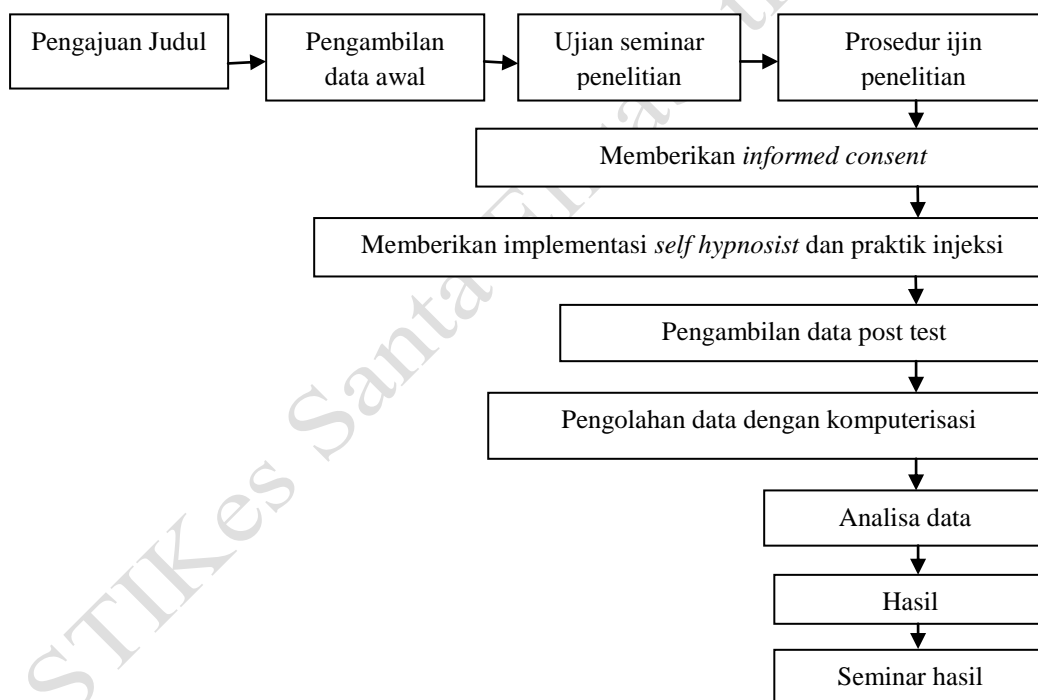 Pengajuan Judul
Pengambilan
data awal
Ujian seminar
penelitian
Prosedur ijin
penelitian
Memberikan informed consent
Memberikan implementasi self hypnosist dan praktik injeksi
Pengambilan data post test
Pengolahan data dengan komputerisasi
Analisa data
Hasil
Seminar hasil
STIKes Santa